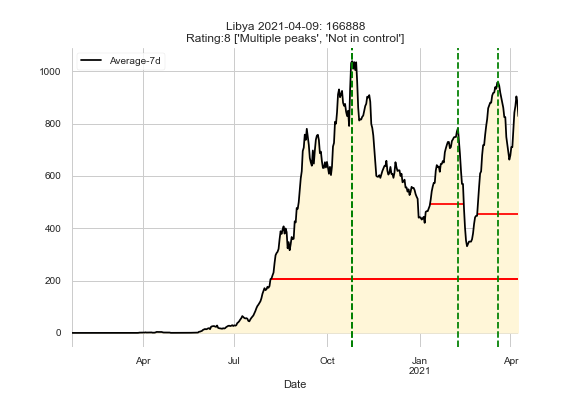 Libya 2021-04-09: 166888
Rating:8 ['Multiple peaks', 'Not in control']
Average-7d
1000
800
600
400
200
0
Apr
Jul
Oct
Jan
2021
Apr
Date